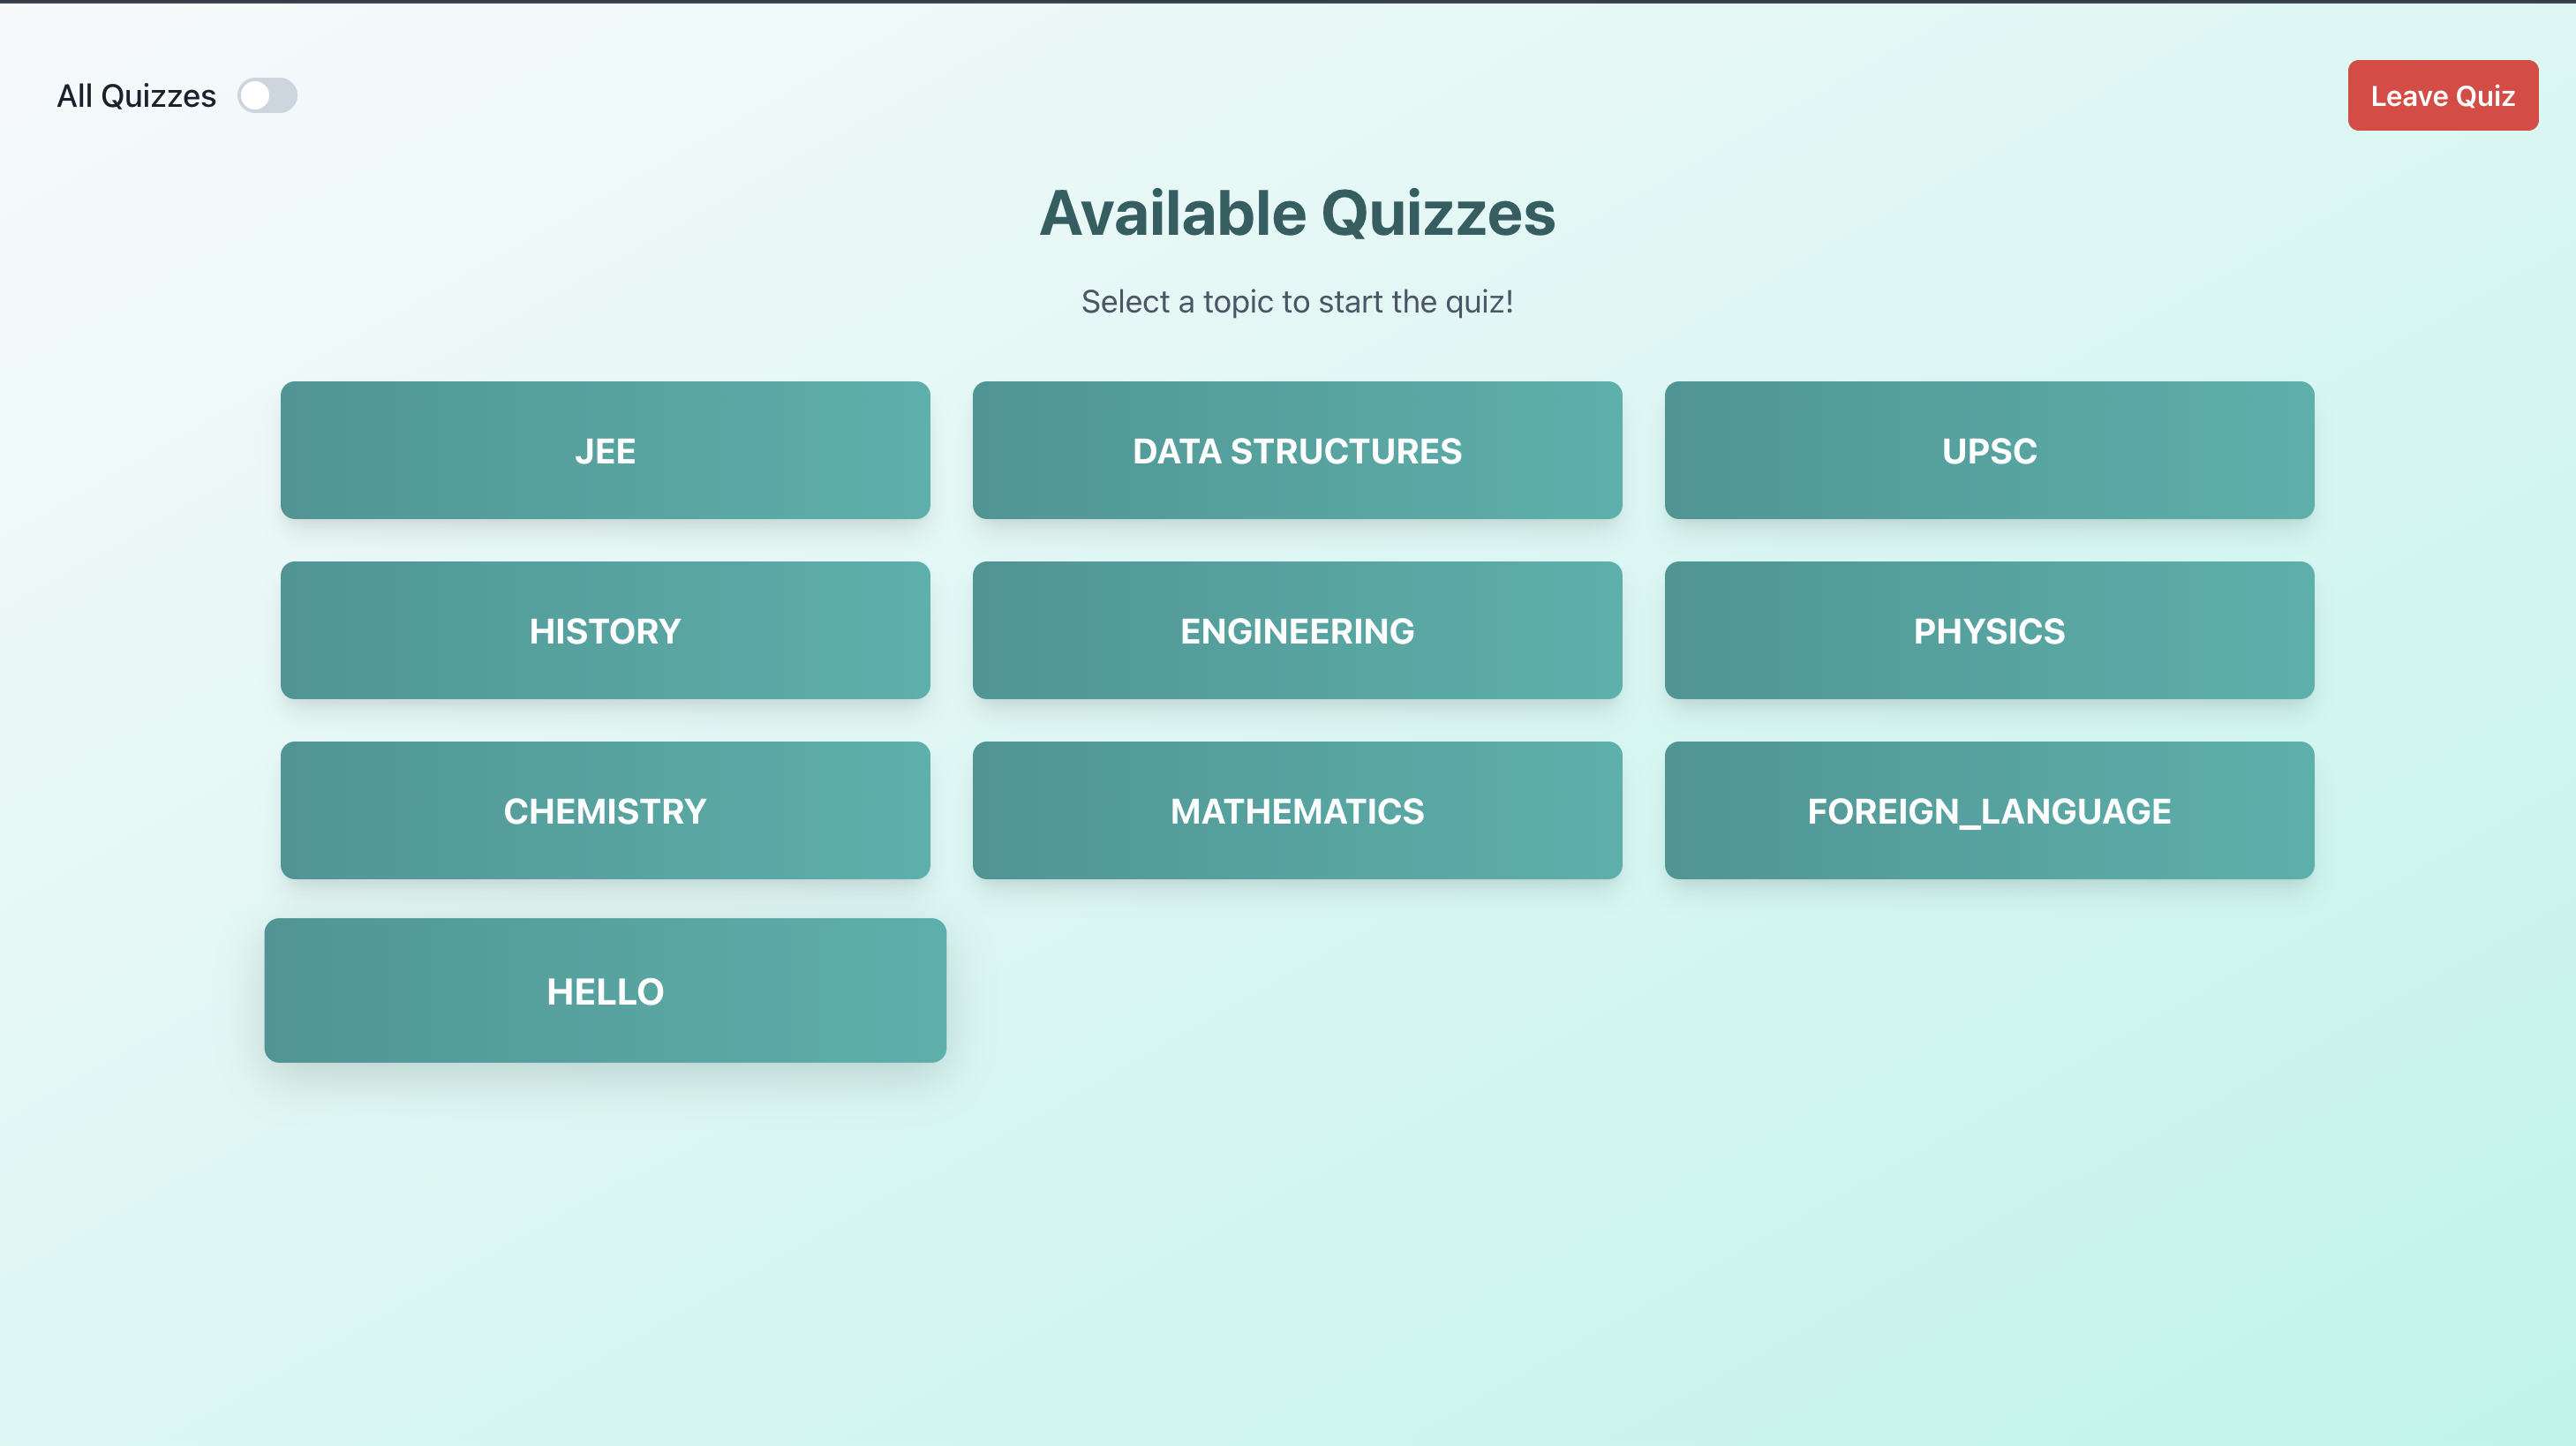 All Quizzes
Leave Quiz
Available Quizzes
Select a topic to start the quiz!
JEE
DATA STRUCTURES
UPSC
HISTORY
ENGINEERING
PHYSICS
CHEMISTRY
MATHEMATICS
FOREIGN_LANGUAGE
HELLO